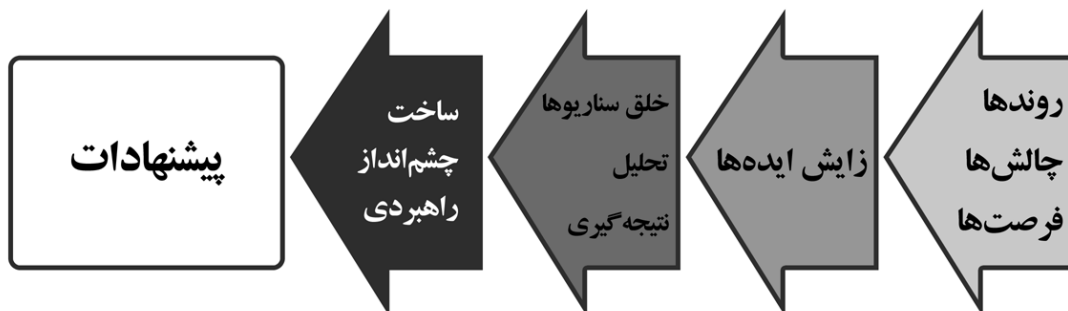 روندها
چالش‌ها
فرصت‌ها
زایش ایده‌ها
خلق سناریوها
تحلیل
نتیجه‌گیری
ساخت
چشم‌انداز
راهبردی
پیشنهادات